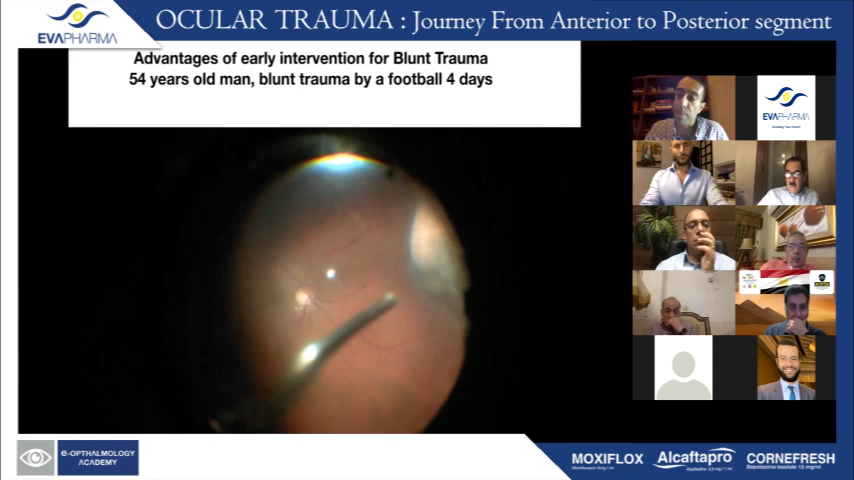 OCULAR TRAUMA : Journey From Anterior to Posterior segment
EVAPHARMA
Advantages of early intervention for Blunt Trauma
54 years old man, blunt trauma by a football 4 days
EVAPHARMA
e-OPTHALMOLOGY
ACADEMY
MOXIFLOX
Alcaftapro
CORNEFRESH